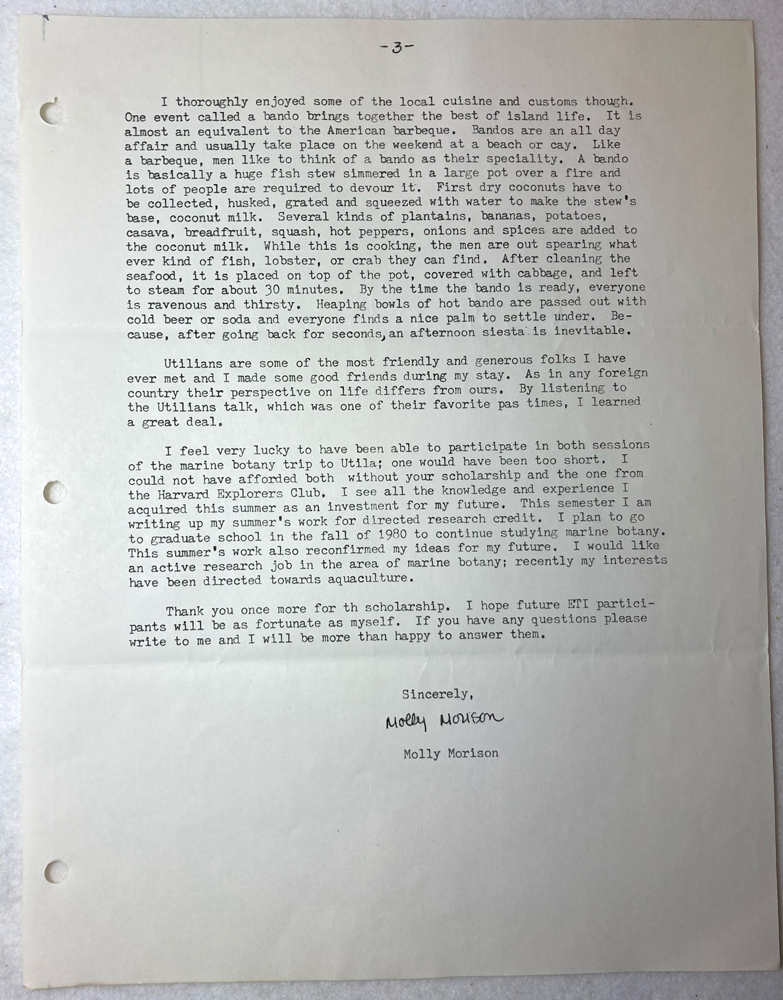 -3-
I thoroughly enjoyed some of the local cuisine and customs though.
One event called a bando brings together the best of island life. It is
almost an equivalent to the American barbeque. Bandos are an all day
affair and usually take place on the weekend at a beach or cay. Like
a barbeque, men like to think of a bando as their speciality. A bando
is basically a huge fish stew simmered in a large pot over a fire and
lots of people are required to devour it. First dry coconuts have to
be collected, husked, grated and squeezed with water to make the stew's
base, coconut milk. Several kinds of plantains, bananas, potatoes,
casava, breadfruit, squash, hot peppers, onions and spices are added to
the coconut milk. While this is cooking, the men are out spearing what
ever kind of fish, lobster, or crab they can find. After cleaning the
seafood, it is placed on top of the pot, covered with cabbage, and left
to steam for about 30 minutes. By the time the bando is ready, everyone
is ravenous and thirsty. Heaping bowls of hot bando are passed out with
cold beer or soda and everyone finds a nice palm to settle under. Be-
cause, after going back for seconds, an afternoon siesta is inevitable.
Utilians are some of the most friendly and generous folks I have
ever met and I made some good friends during my stay. As in any foreign
country their perspective on life differs from ours. By listening to
the Utilians talk, which was one of their favorite pas times, I learned
a great deal.
I feel very lucky to have been able to participate in both sessions
of the marine botany trip to Utila; one would have been too short. I
could not have afforded both without your scholarship and the one from
the Harvard Explorers Club. I see all the knowledge and experience I
acquired this summer as an investment for my future. This semester I am
writing up my summer's work for directed research credit. I plan to go
to graduate school in the fall of 1980 to continue studying marine botany.
This summer's work also reconfirmed my ideas for my future. I would like
an active research job in the area of marine botany; recently my interests
have been directed towards aquaculture.
Thank you once more for th scholarship. I hope future ETI partici-
pants will be as fortunate as myself. If you have any questions please
write to me and I will be more than happy to answer them.
Sincerely,
Molly Morison
Molly Morison